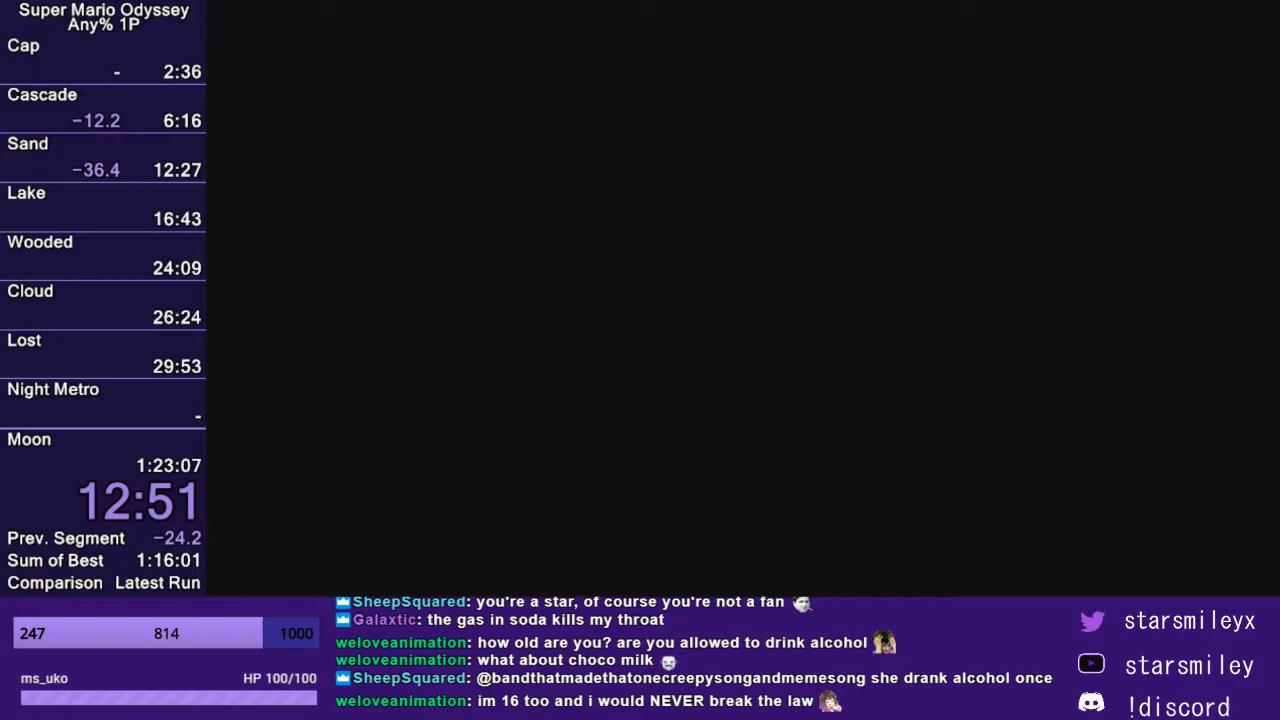 Super Mario Odyssey
Any% 1P
Cap
- 2:36
Cascade
−12.2 6:16
Sand
−36.4 12:27
Lake
16:43
Wooded
24:09
Cloud
26:24
Lost
29:53
Night Metro
-
Moon
1:23:07
12:51
Prev. Segment −24.2
Sum of Best 1:16:01
Comparison Latest Run
247 814 1000
ms_uko HP 100/100
SheepSquared: you're a star, of course you're not a fan
Galaxtic: the gas in soda kills my throat
weloveanimation: how old are you? are you allowed to drink alcohol
weloveanimation: what about choco milk
SheepSquared: @bandthatmadethatonecreepysongandmemesong she drank alcohol once
weloveanimation: im 16 too and i would NEVER break the law
starsmileyx
starsmiley
!discord